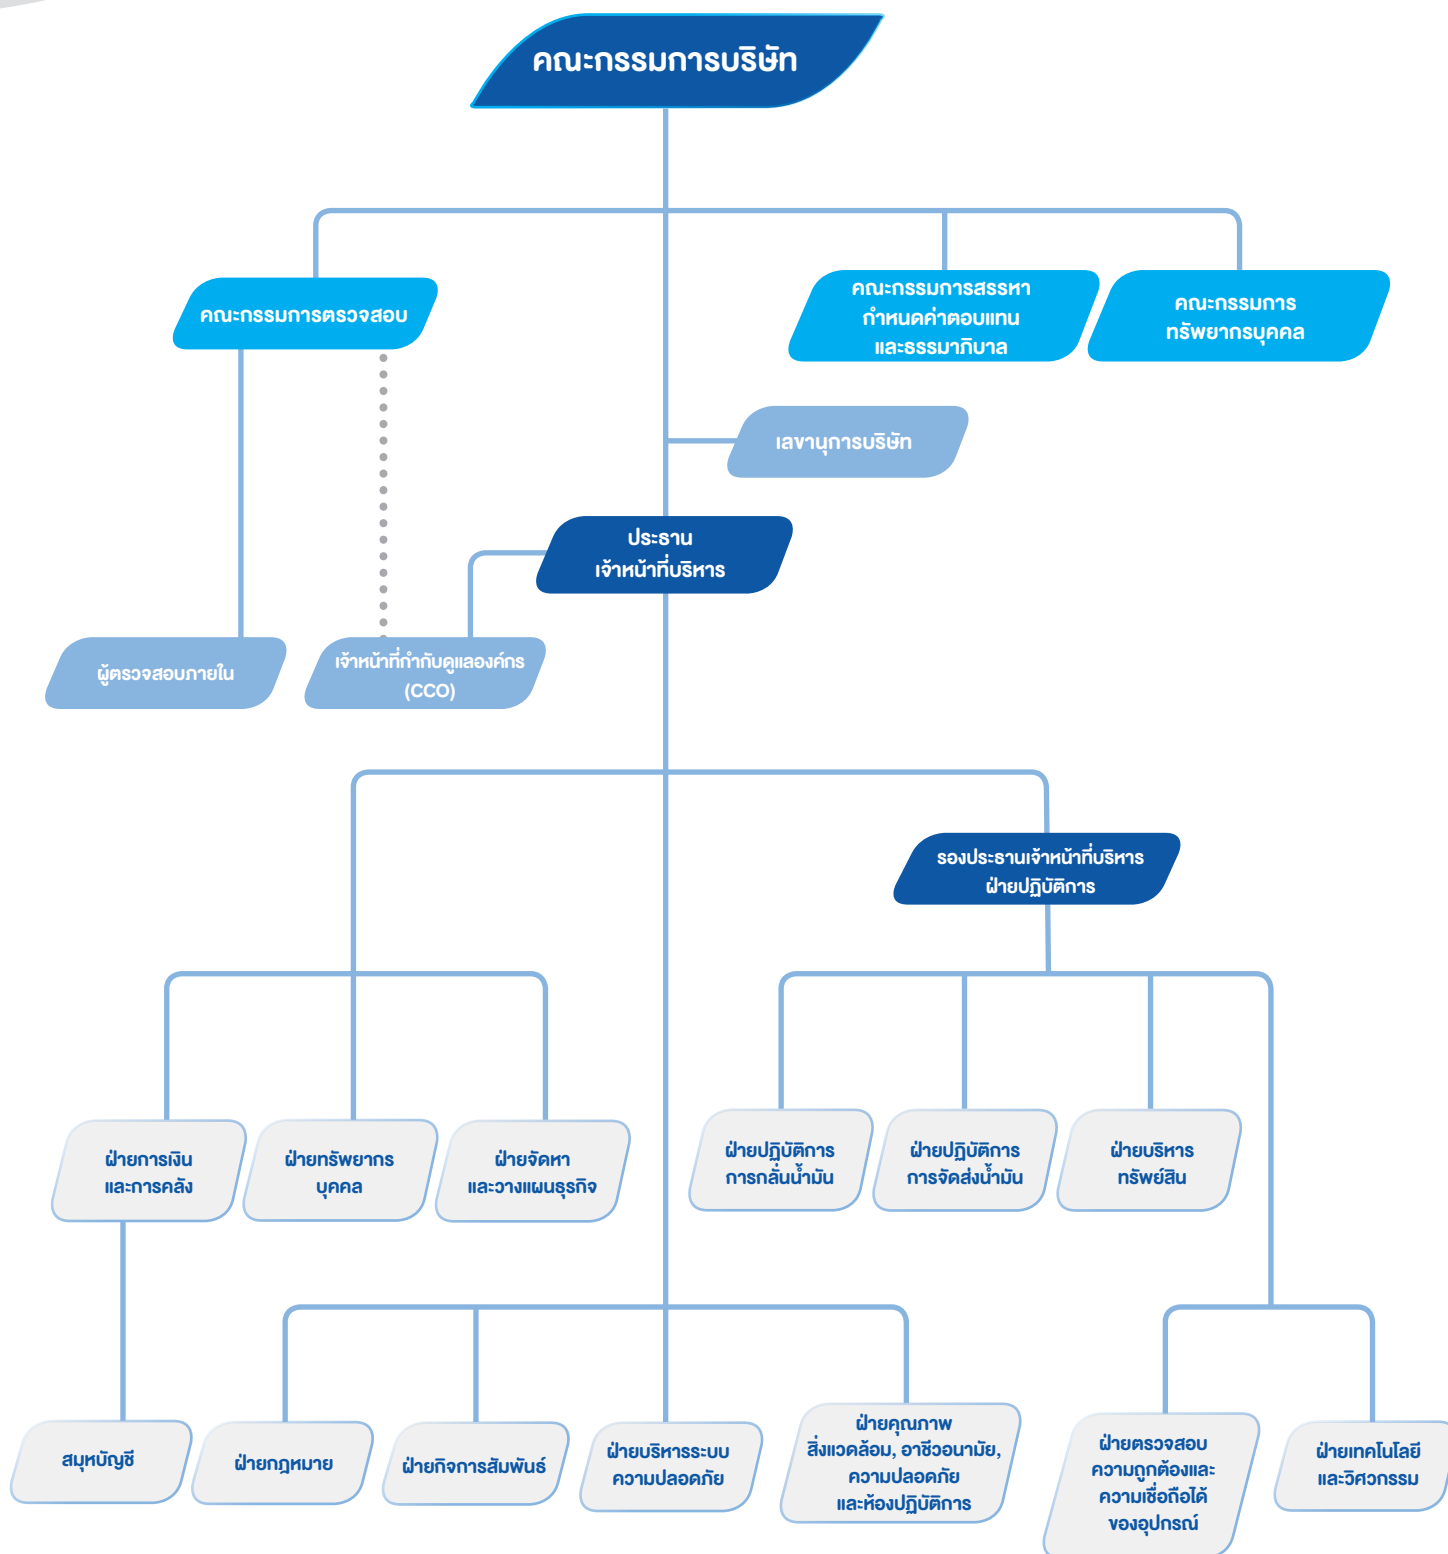 คณะกรรมการบริษัท
คณะกรรมการตรวจสอบ
คณะกรรมการสรรหา
กำหนดค่าตอบแทน
และธรรมาภิบาล
คณะกรรมการ
ทรัพยากรบุคคล
เลขานุการบริษัท
ประธาน
เจ้าหน้าที่บริหาร
ผู้ตรวจสอบภายใน
เจ้าหน้าที่กำกับดูแลองค์กร
(CCO)
รองประธานเจ้าหน้าที่บริหาร
ฝ่ายปฏิบัติการ
ฝ่ายการเงิน
และการคลัง
ฝ่ายทรัพยากร
บุคคล
ฝ่ายจัดหา
และวางแผนธุรกิจ
ฝ่ายปฏิบัติการ
การกลั่นน้ำมัน
ฝ่ายปฏิบัติการ
การจัดส่งน้ำมัน
ฝ่ายบริหาร
ทรัพย์สิน
สมุหบัญชี
ฝ่ายกฎหมาย
ฝ่ายกิจการสัมพันธ์
ฝ่ายบริหารระบบ
ความปลอดภัย
ฝ่ายคุณภาพ
สิ่งแวดล้อม, อาชีวอนามัย,
ความปลอดภัย
และห้องปฏิบัติการ
ฝ่ายตรวจสอบ
ความถูกต้องและ
ความเชื่อถือได้
ของอุปกรณ์
ฝ่ายเทคโนโลยี
และวิศวกรรม